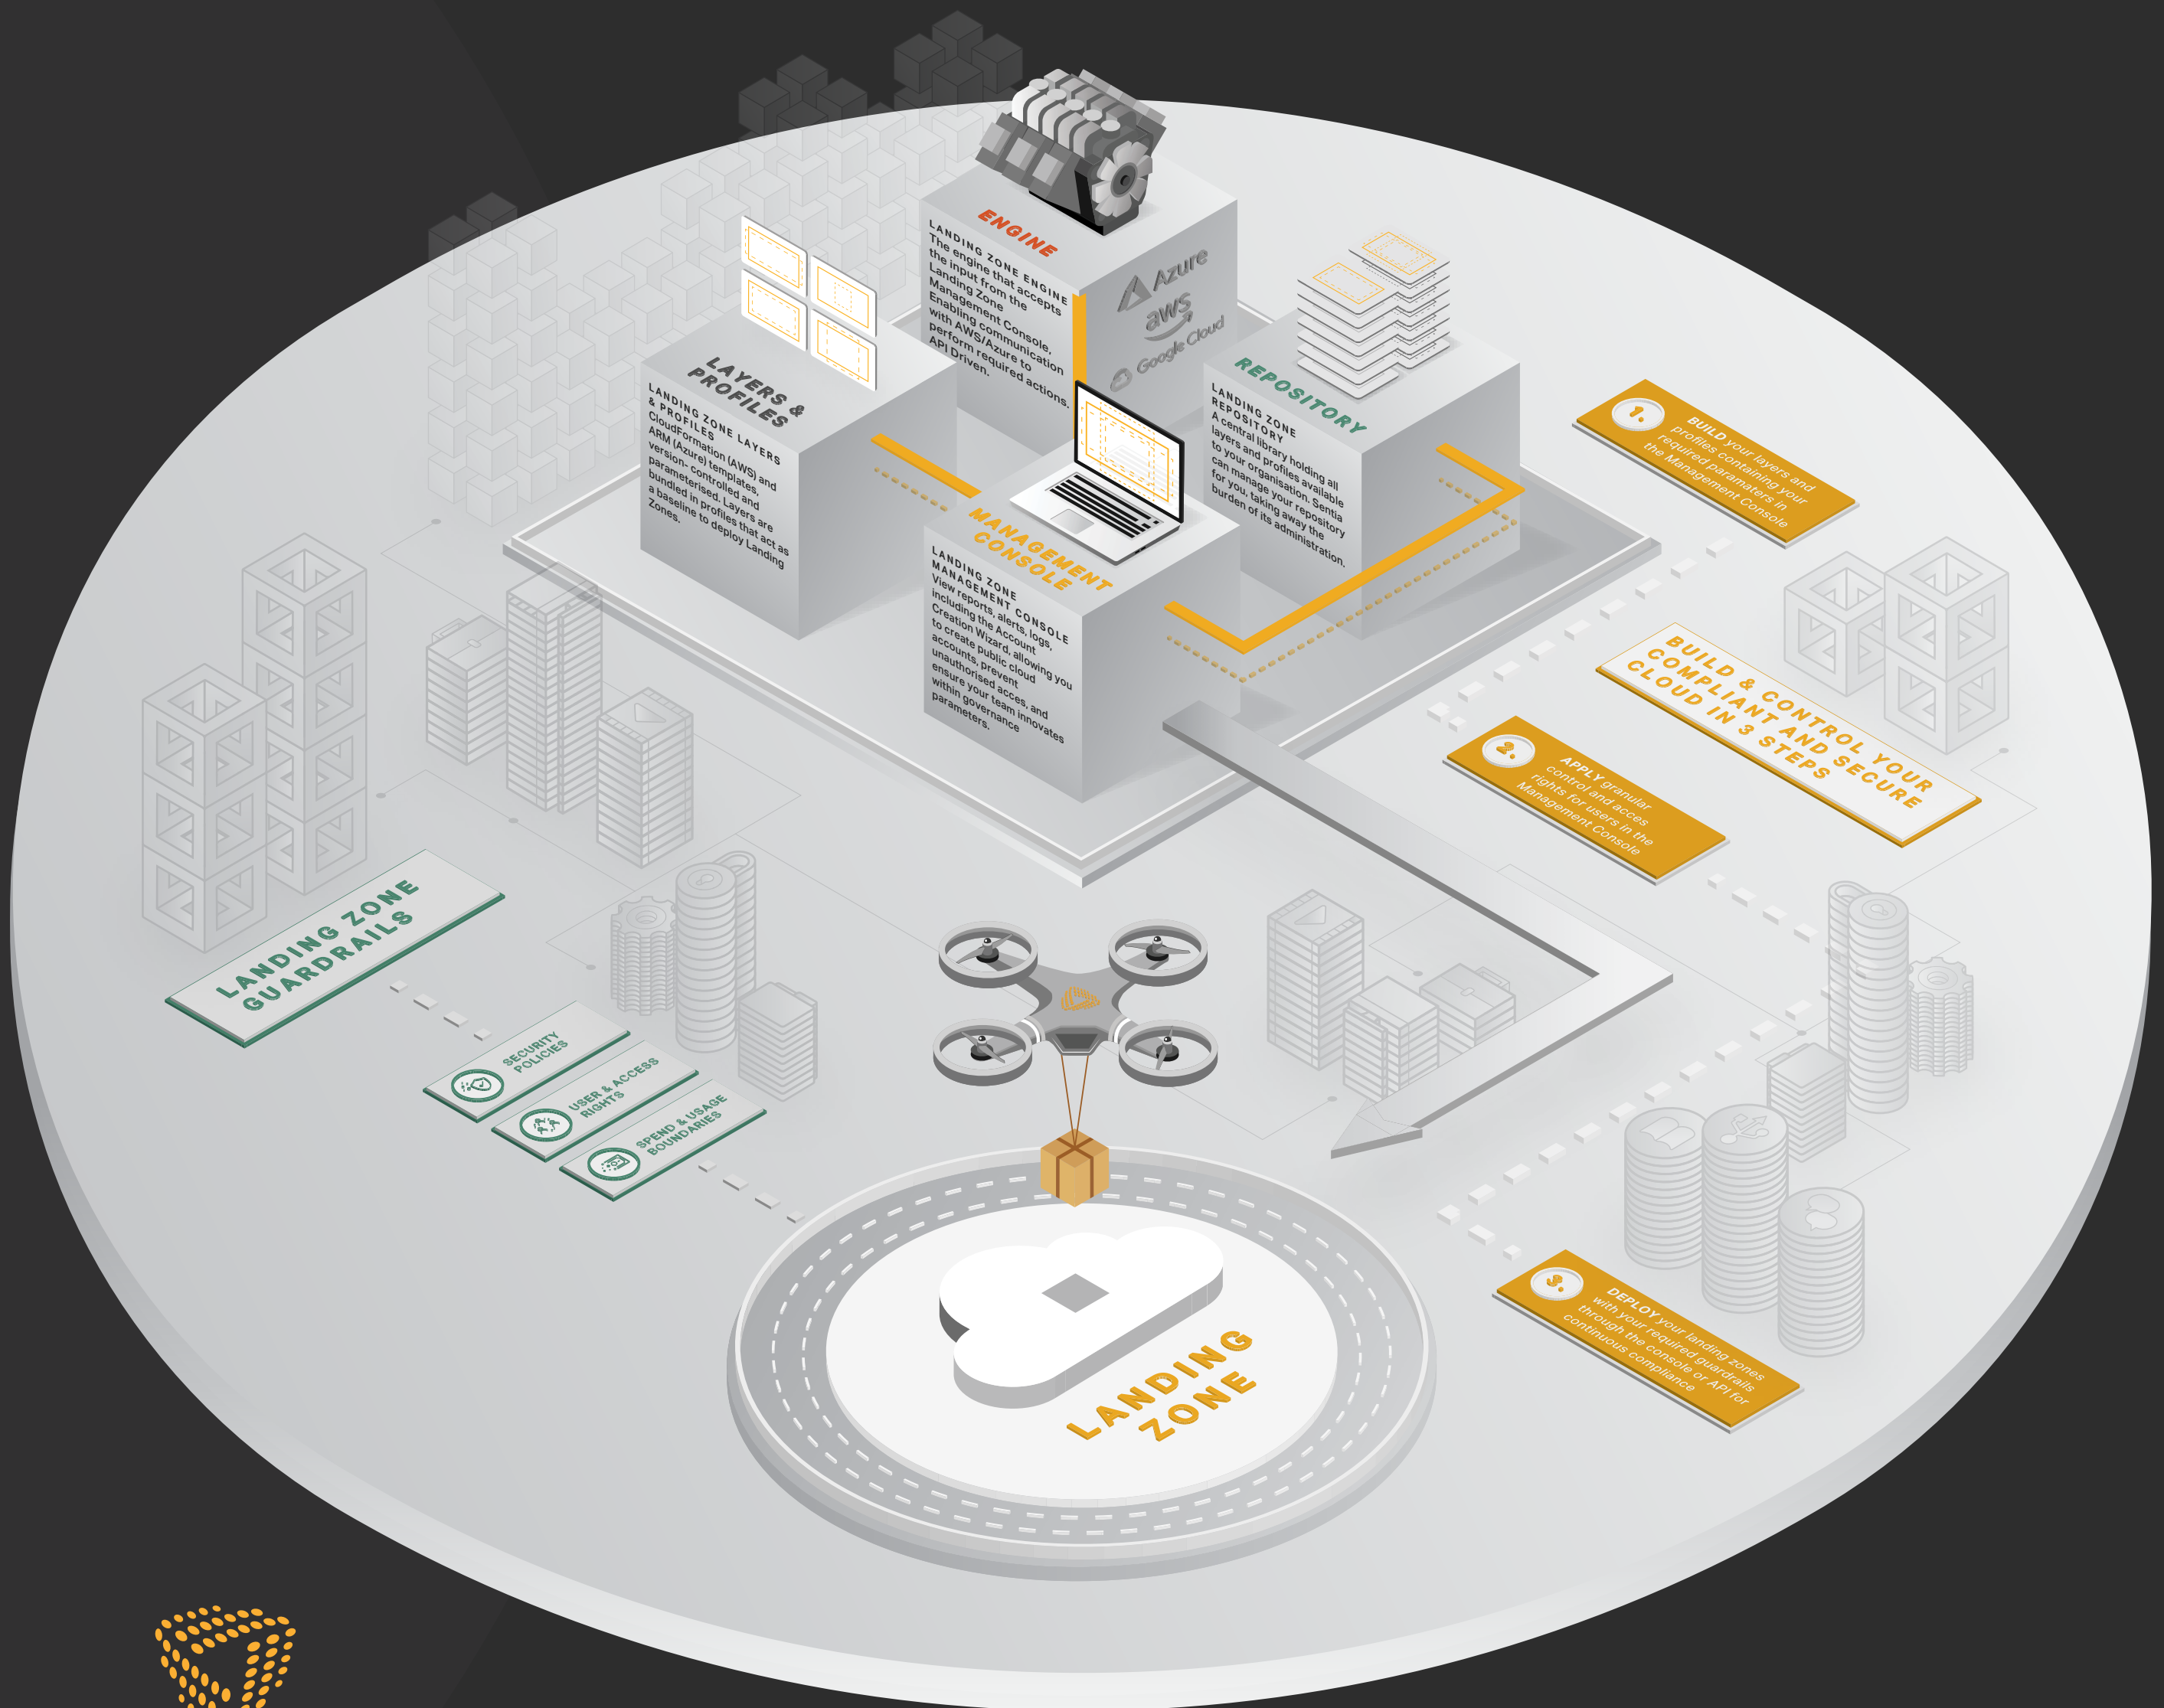 ENGINE
LANDING ZONE ENGINE
The engine that accepts
the input from the
Landing Zone
Management Console,
Enabling communication
with AWS/Azure to
perform required actions.
API Driven.
Azure
aws
Google Cloud
LAYERS &
PROFILES
LANDING ZONE LAYERS
& PROFILES
CloudFormation (AWS) and
ARM (Azure) templates,
version- controlled and
parameterised. Layers are
bundled in profiles that act as
a baseline to deploy Landing
Zones.
REPOSITORY
LANDING ZONE
REPOSITORY
A central library holding all
layers and profiles available
to your organisation. Sentia
can manage your repository
for you, taking away the
burden of its administration.
MANAGEMENT
CONSOLE
LANDING ZONE
MANAGEMENT CONSOLE
View reports, alerts, logs,
including the Account
Creation Wizard, allowing you
to create public cloud
accounts, prevent
unauthorised acces, and
ensure your team innovates
within governance
parameters.
1.
BUILD your layers and
profiles containing your
required paramaters in
the Management Console
BUILD & CONTROL YOUR
COMPLIANT AND SECURE
CLOUD IN 3 STEPS
2.
APPLY granular
control and acces
rights for users in the
Management Console
LANDING ZONE
GUARDRAILS
SECURITY
POLICIES
USER & ACCESS
RIGHTS
SPEND & USAGE
BOUNDARIES
3.
DEPLOY your landing zones
with your required guardrails
through the console or API for
continuous compliance
LANDING
ZONE